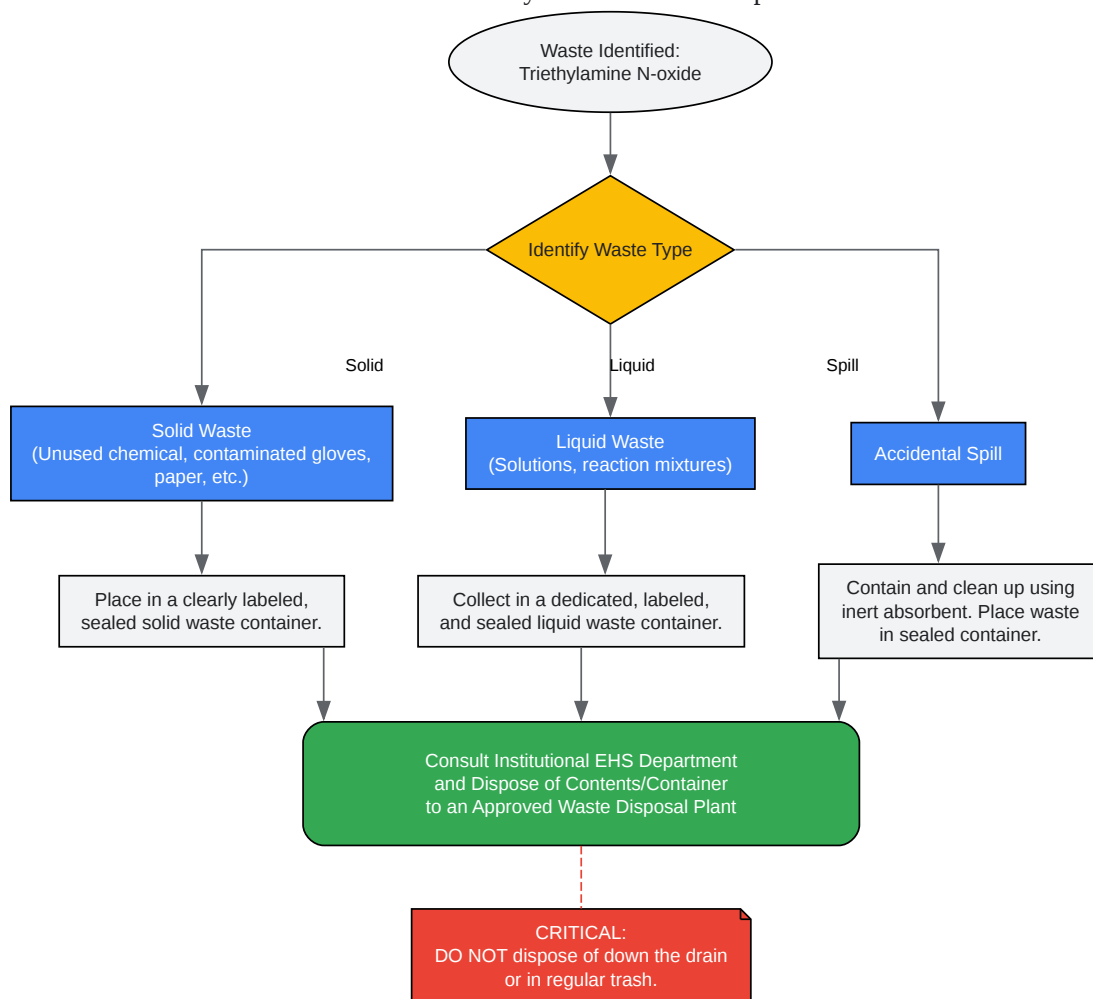 Waste Identified:
Triethylamine N-oxide
Identify Waste Type
Solid
Liquid
Spill
Solid Waste
(Unused chemical, contaminated gloves,
paper, etc.)
Liquid Waste
(Solutions, reaction mixtures)
Accidental Spill
Place in a clearly labeled,
sealed solid waste container.
Collect in a dedicated, labeled,
and sealed liquid waste container.
Contain and clean up using
inert absorbent. Place waste
in sealed container.
Consult Institutional EHS Department
and Dispose of Contents/Container
to an Approved Waste Disposal Plant
CRITICAL:
DO NOT dispose of down the drain
or in regular trash.